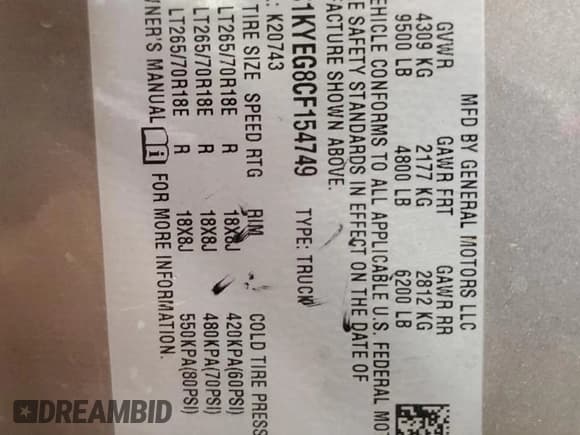 MFD BY GENERAL MOTORS LLC
GVWR GAWR FRT GAWR RR
4309 KG 2177 KG 2812 KG
9500 LB 4800 LB 6200 LB
VEHICLE CONFORMS TO ALL APPLICABLE U.S. FEDERAL MOT
E SAFETY STANDARDS IN EFFECT ON THE DATE OF
FACTURE SHOWN ABOVE.
1KYEG8CF154749 TYPE: TRUCK
: K20743
TIRE SIZE SPEED RTG RIM COLD TIRE PRESS
LT265/70R18E R 18X8J 420KPA(60PSI)
LT265/70R18E R 18X8J 480KPA(70PSI)
LT265/70R18E R 18X8J 550KPA(80PSI)
WNER'S MANUAL i FOR MORE INFORMATION.
DREAMBID